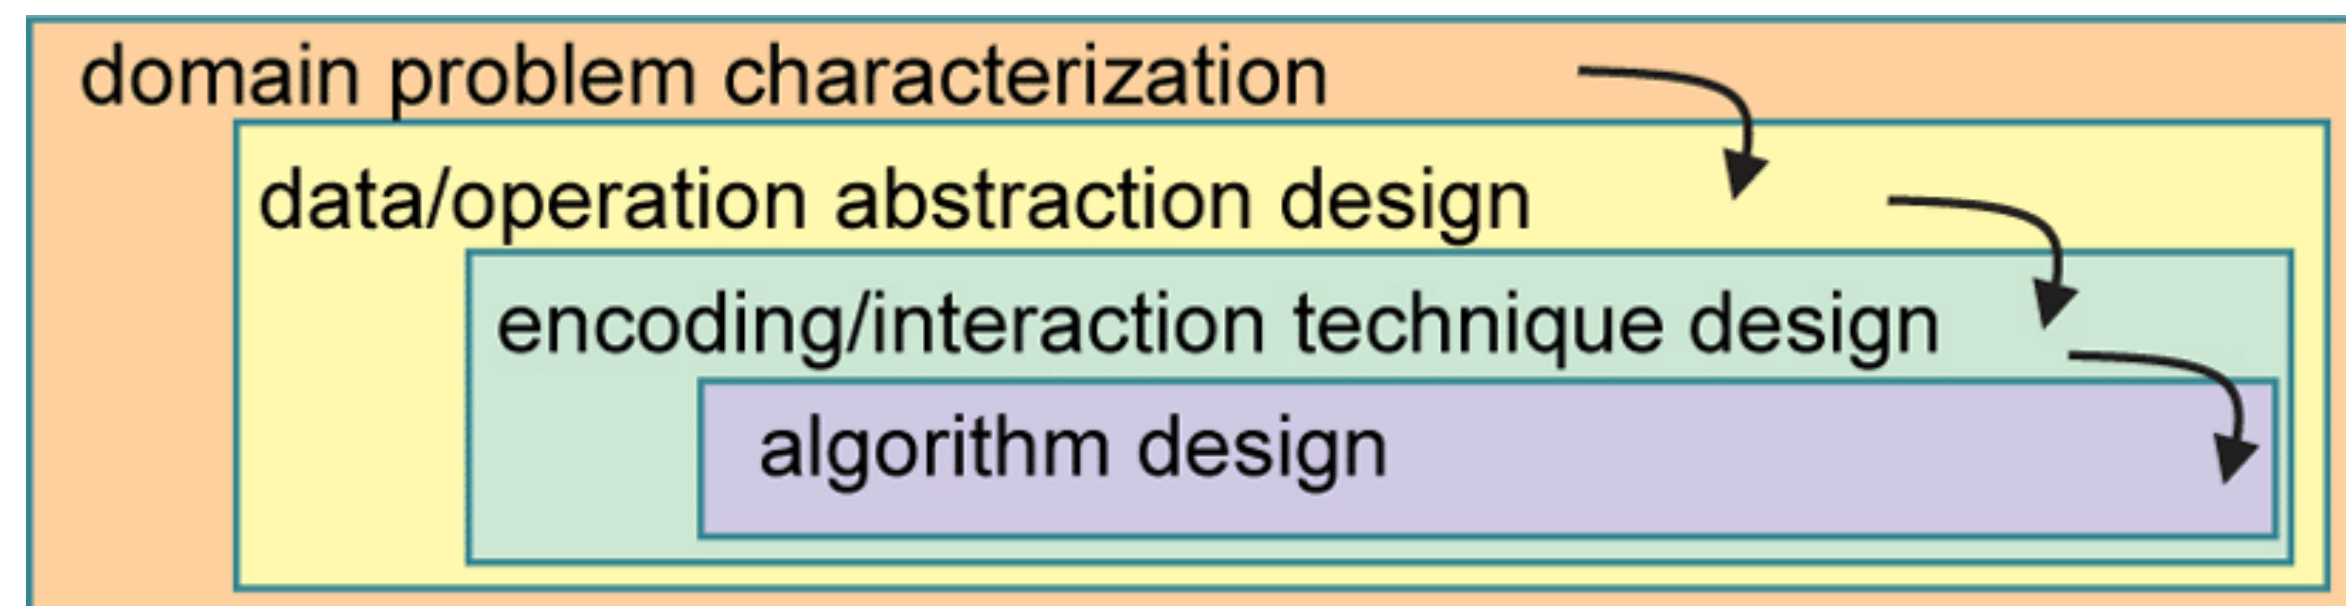 domain problem characterization
data/operation abstraction design
encoding/interaction technique design
algorithm design